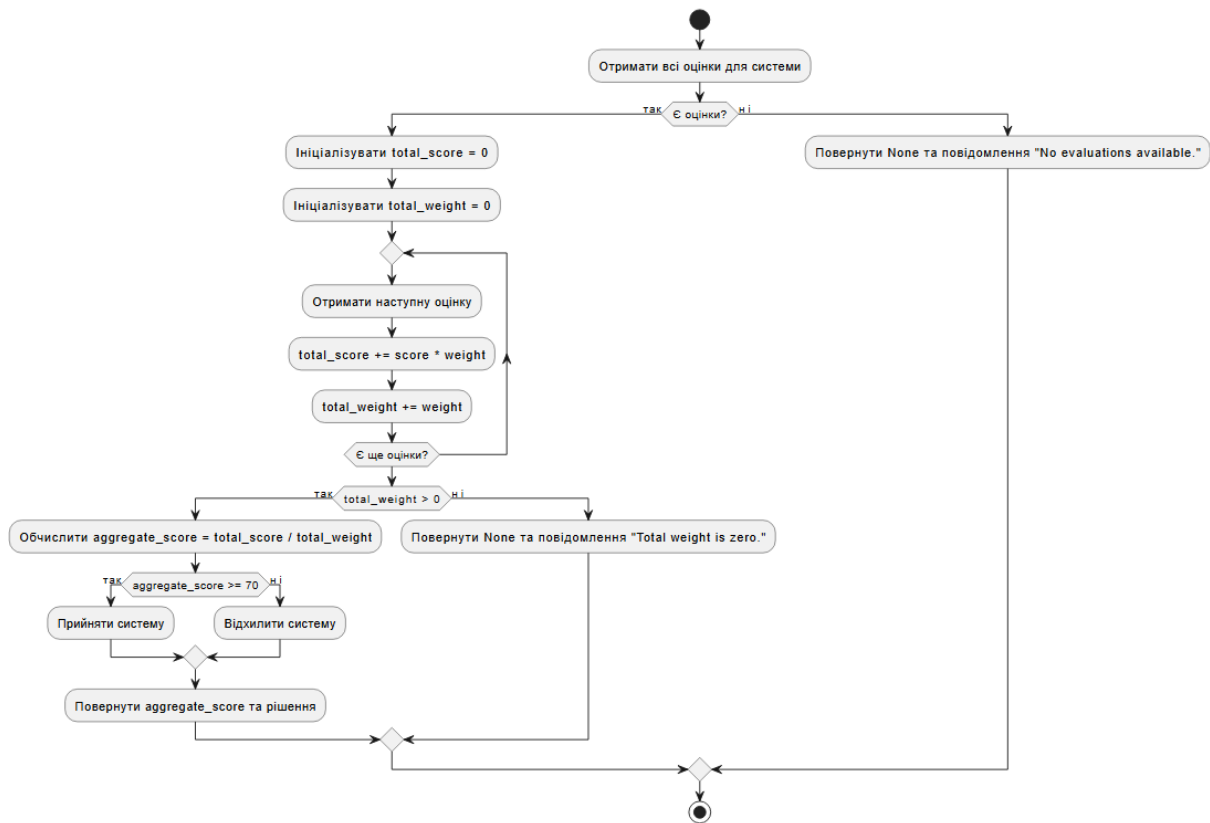 Отримати всі оцінки для системи
так
Є оцінки?
ні
Ініціалізувати total_score = 0
Повернути None та повідомлення "No evaluations available."
Ініціалізувати total_weight = 0
Отримати наступну оцінку
total_score += score * weight
total_weight += weight
Є ще оцінки?
так
total_weight > 0
ні
Обчислити aggregate_score = total_score / total_weight
Повернути None та повідомлення "Total weight is zero."
так
aggregate_score >= 70
ні
Прийняти систему
Відхилити систему
Повернути aggregate_score та рішення